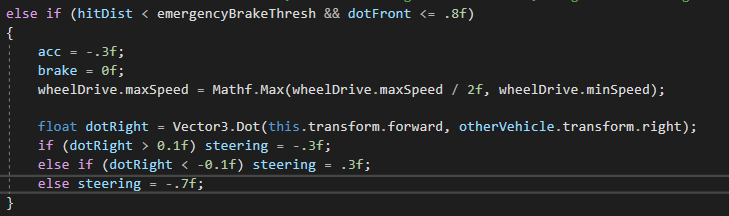 else if (hitDist < emergencyBrakeThresh && dotFront <= .8f)
{
    acc = -.3f;
    brake = 0f;
    wheelDrive.maxSpeed = Mathf.Max(wheelDrive.maxSpeed / 2f, wheelDrive.minSpeed);

    float dotRight = Vector3.Dot(this.transform.forward, otherVehicle.transform.right);
    if (dotRight > 0.1f) steering = -.3f;
    else if (dotRight < -0.1f) steering = .3f;
    else steering = -.7f;
}